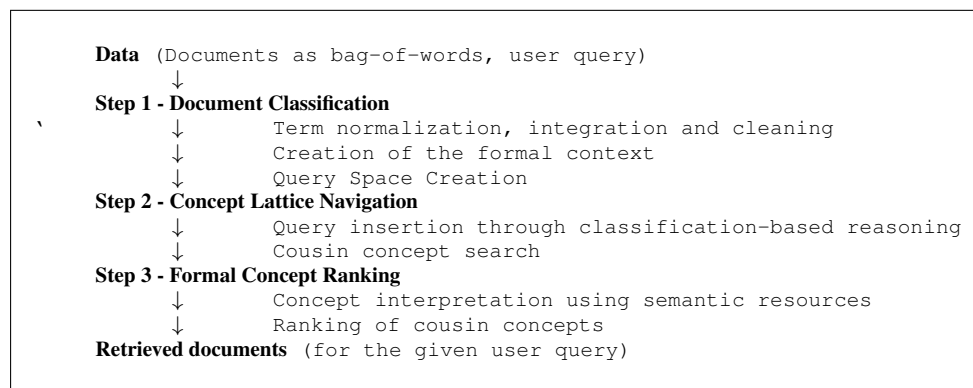 Data (Documents as bag-of-words, user query)
↓
Step 1 - Document Classification
‵ ↓ Term normalization, integration and cleaning
↓ Creation of the formal context
↓ Query Space Creation
Step 2 - Concept Lattice Navigation
↓ Query insertion through classification-based reasoning
↓ Cousin concept search
Step 3 - Formal Concept Ranking
↓ Concept interpretation using semantic resources
↓ Ranking of cousin concepts
Retrieved documents (for the given user query)